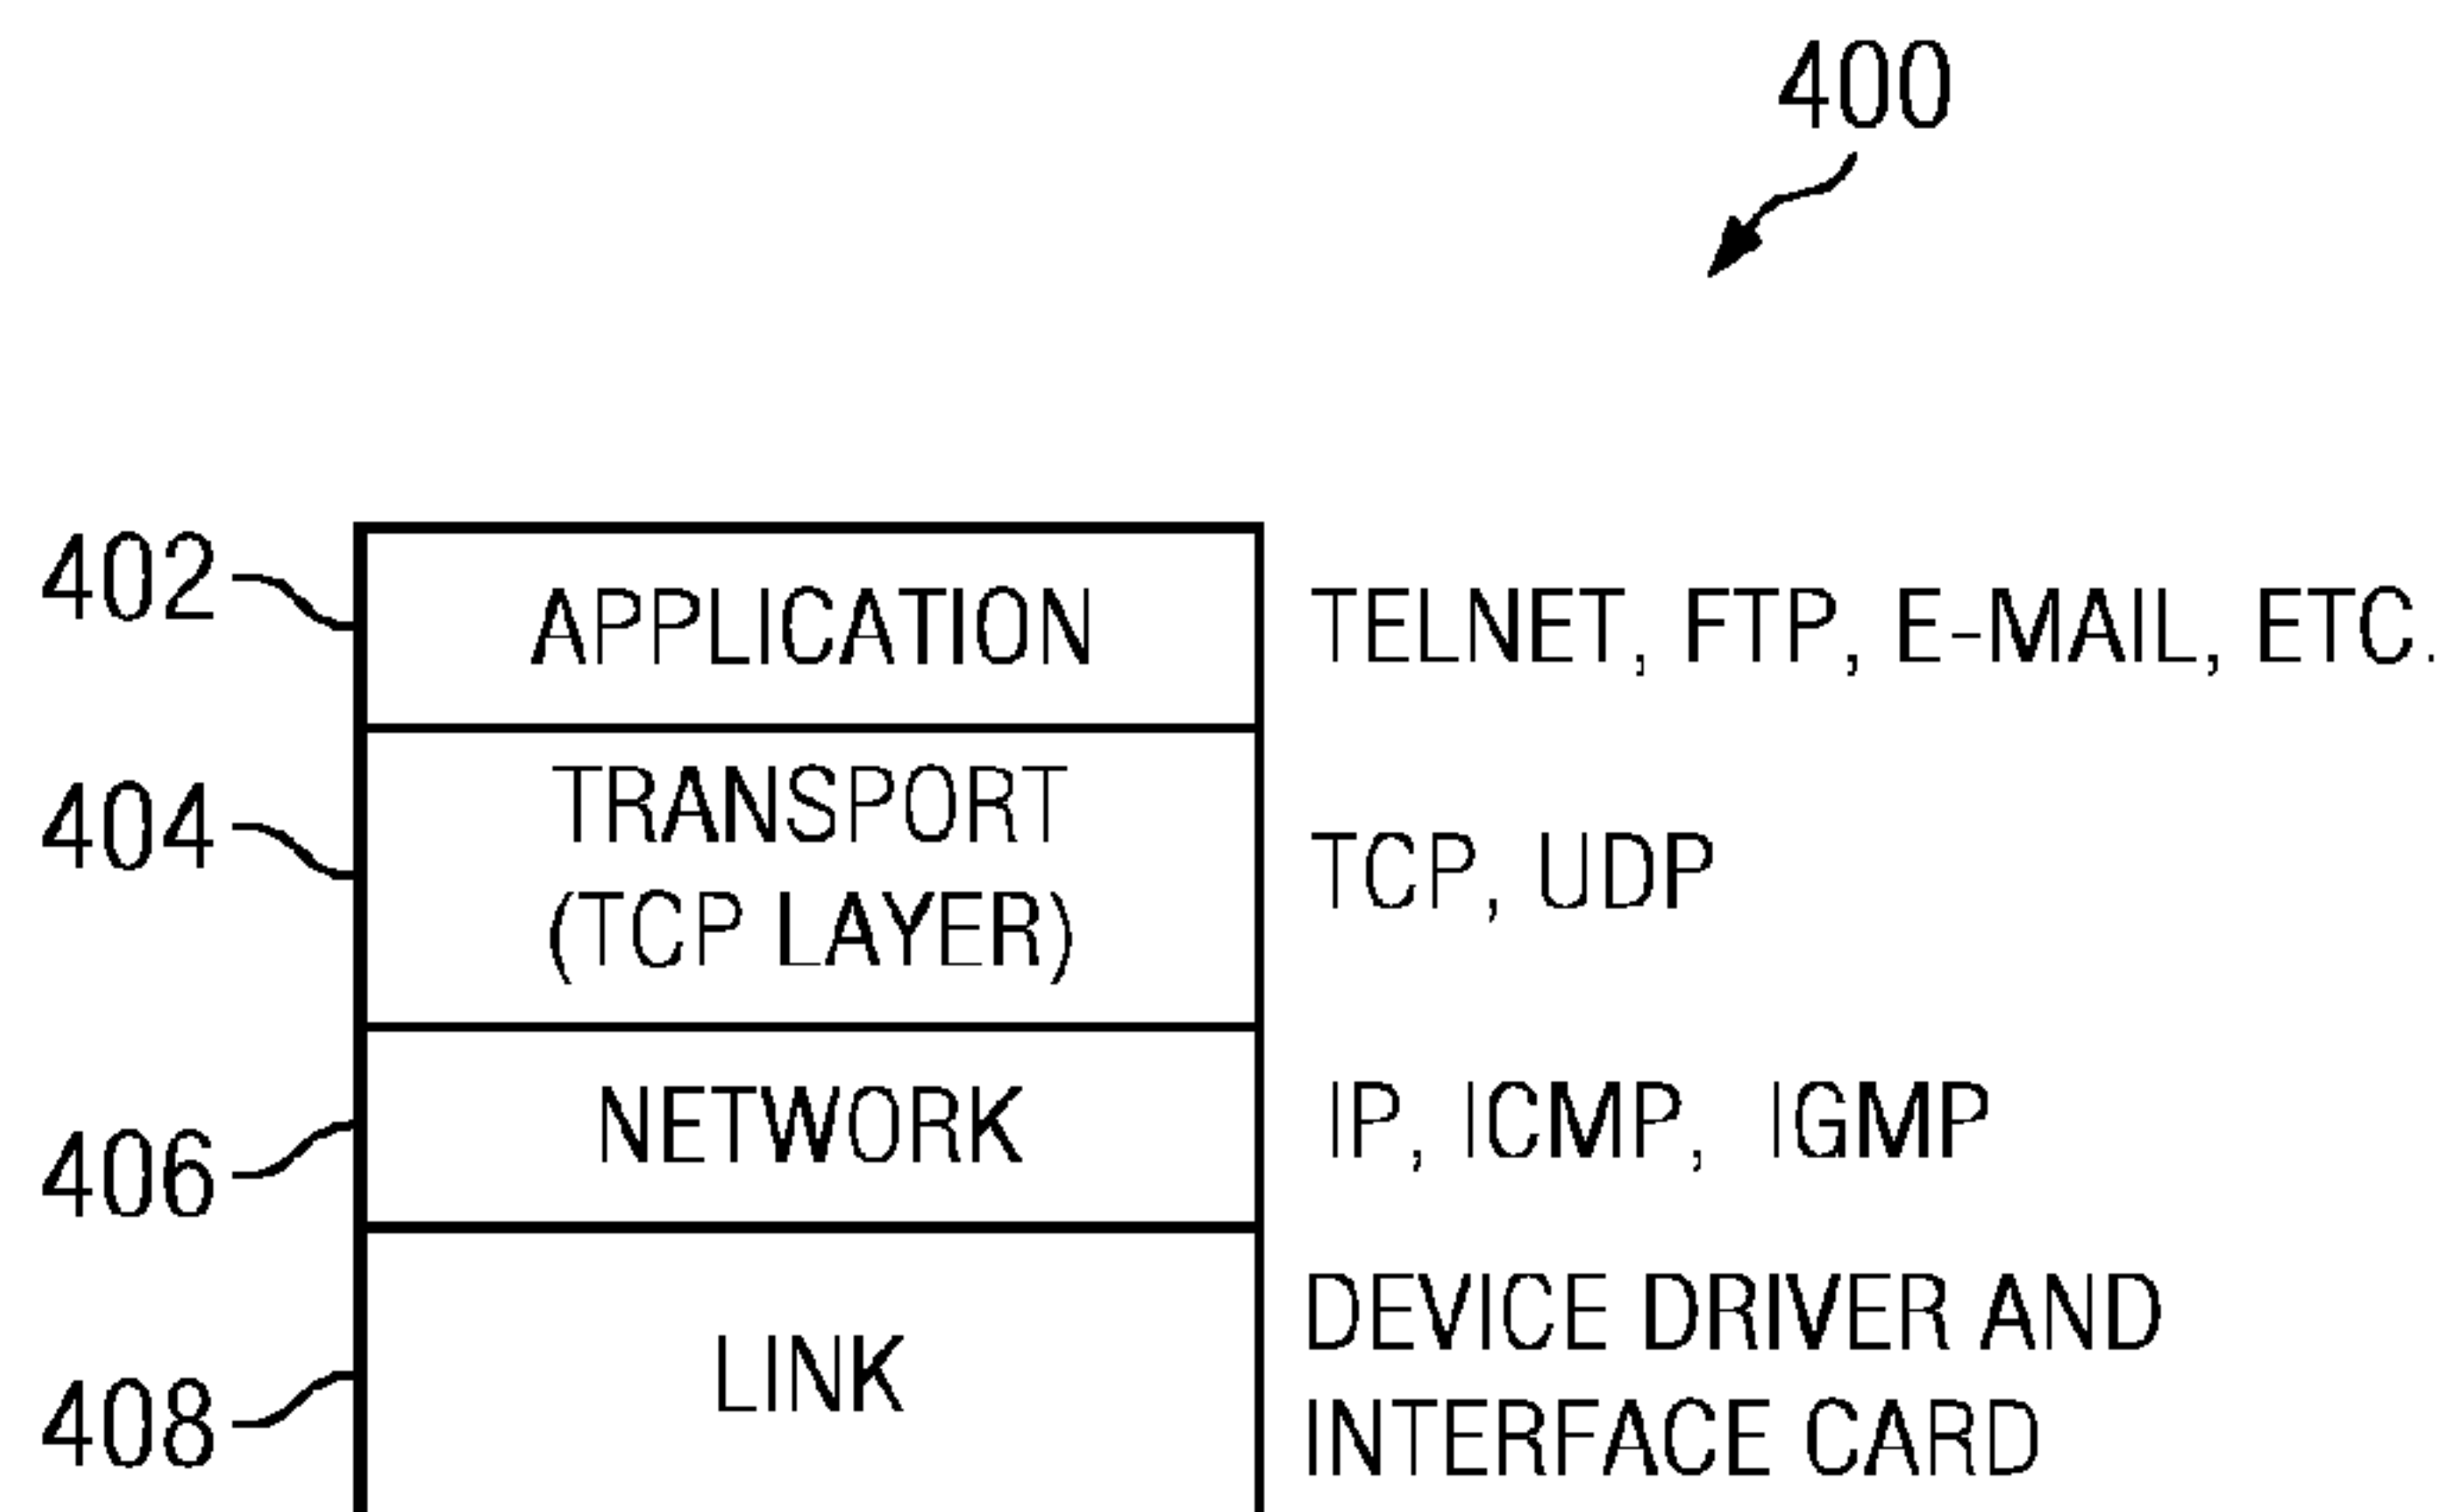 400
402
APPLICATION
TELNET, FTP, E-MAIL, ETC.
404
TRANSPORT
(TCP LAYER)
TCP, UDP
406
NETWORK
IP, ICMP, IGMP
408
LINK
DEVICE DRIVER AND
INTERFACE CARD